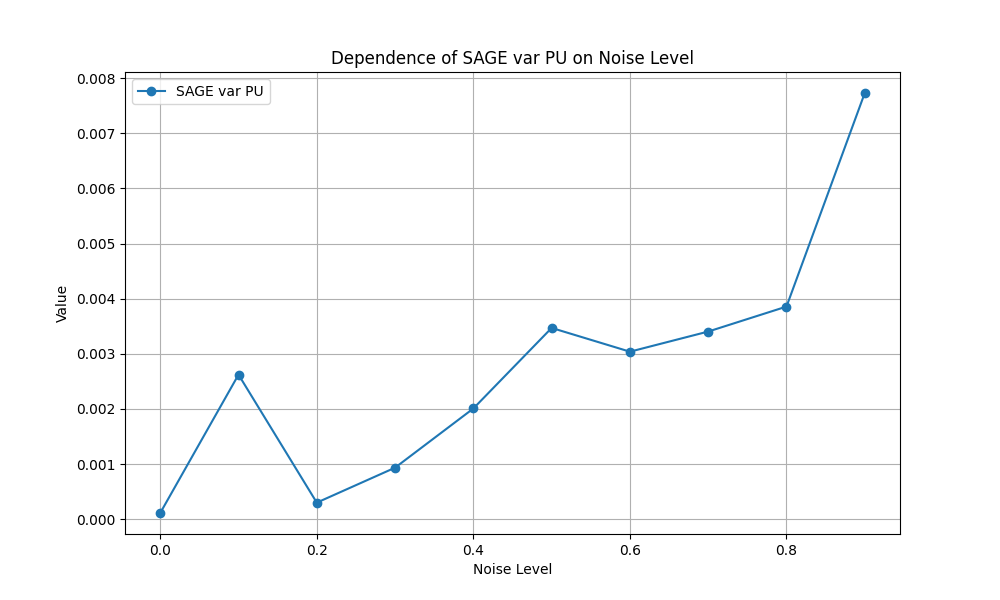 Dependence of SAGE var PU on Noise Level
SAGE var PU
0.008
0.007
0.006
0.005
0.004
0.003
0.002
0.001
0.000
Value
0.0 0.2 0.4 0.6 0.8
Noise Level